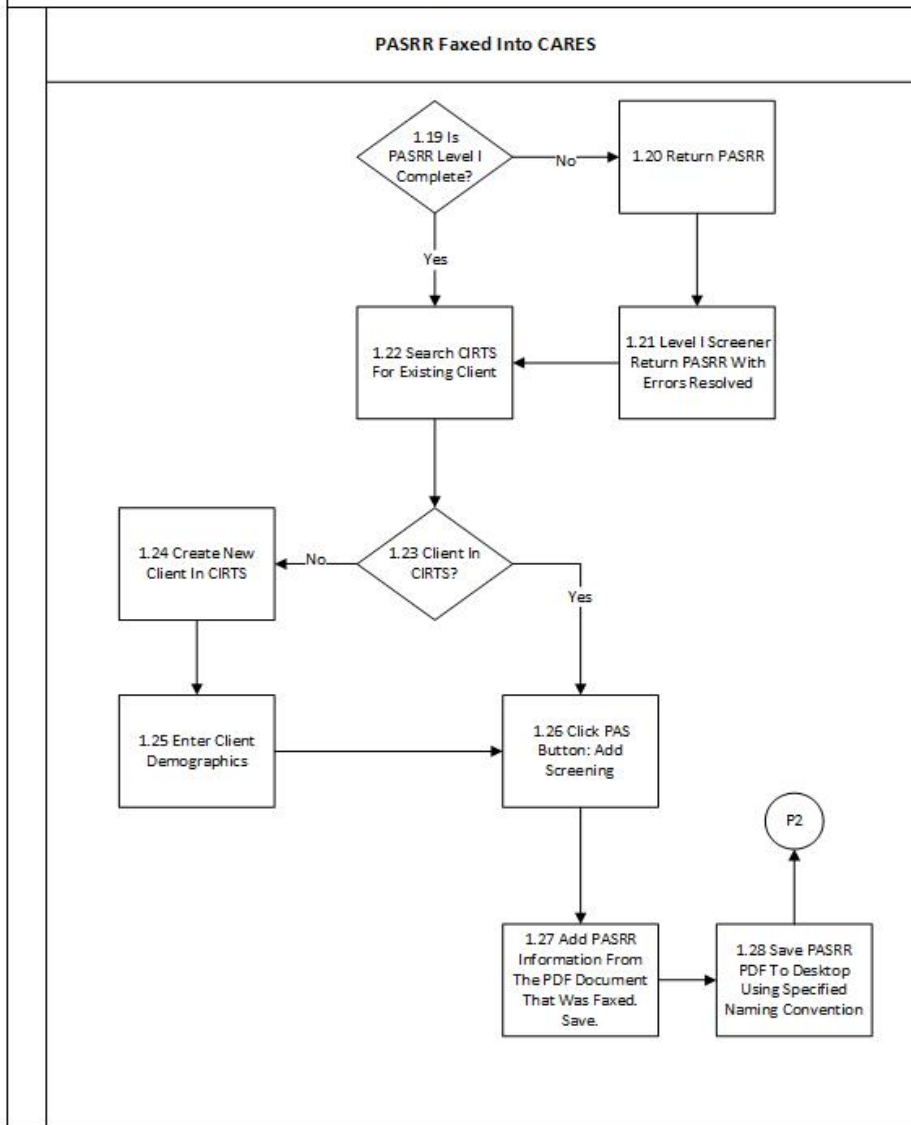 PASRR Faxed Into CARES
1.19 Is
PASRR Level I
Complete?
No
1.20 Return PASRR
Yes
1.22 Search CIRTS
For Existing Client
1.21 Level I Screener
Return PASRR With
Errors Resolved
1.24 Create New
Client In CIRTS
No
1.23 Client In
CIRTS?
Yes
1.25 Enter Client
Demographics
1.26 Click PAS
Button: Add
Screening
P2
1.27 Add PASRR
Information From
The PDF Document
That Was Faxed.
Save.
1.28 Save PASRR
PDF To Desktop
Using Specified
Naming Convention